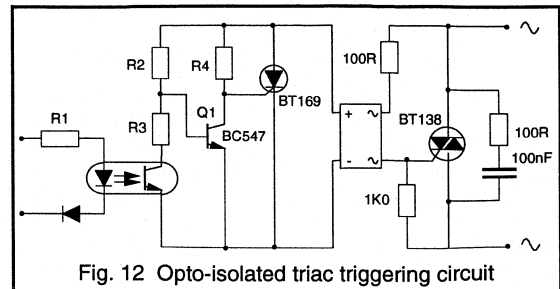 R1
R2
R3
R4
Q1
BC547
BT169
+ ~
- ~
100R
1K0
BT138
100R
100nF
~
~
Fig. 12 Opto-isolated triac triggering circuit